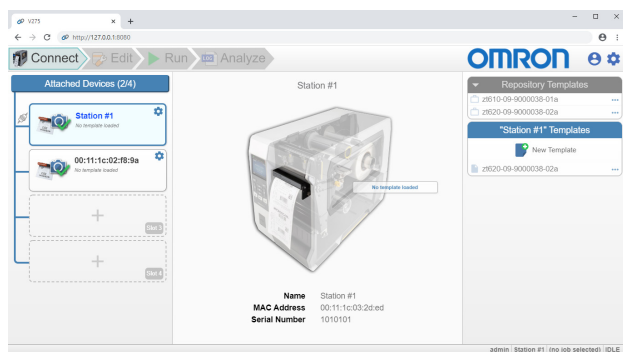 V275
http://127.0.0.1:8080
Connect
Edit
Run
Analyze
OMRON
Attached Devices (2/4)
Station #1
No template loaded
00:11:1c:02:f8:9a
No template loaded
Slot 3
Slot 4
Station #1
No template loaded
Name Station #1
MAC Address 00:11:1c:03:2d:ed
Serial Number 1010101
Repository Templates
zt610-09-9000038-01a
zt620-09-9000038-02a
"Station #1" Templates
New Template
zt620-09-9000038-02a
admin Station #1 (no job selected) IDLE